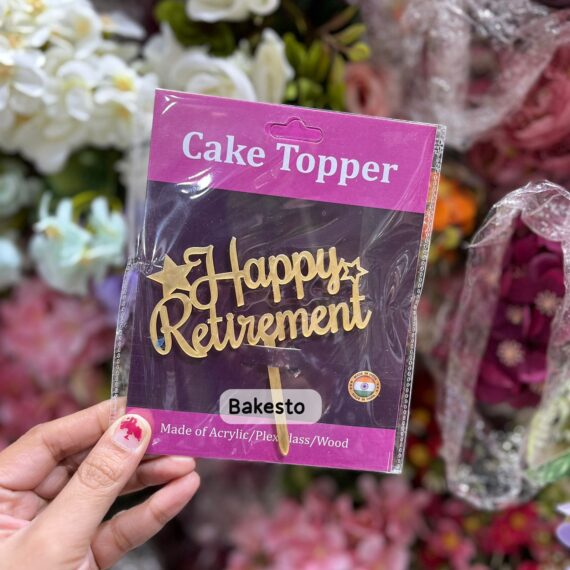 Cake Topper
Happy
Retirement
Bakesto
Made of Acrylic/Plexiglass/Wood